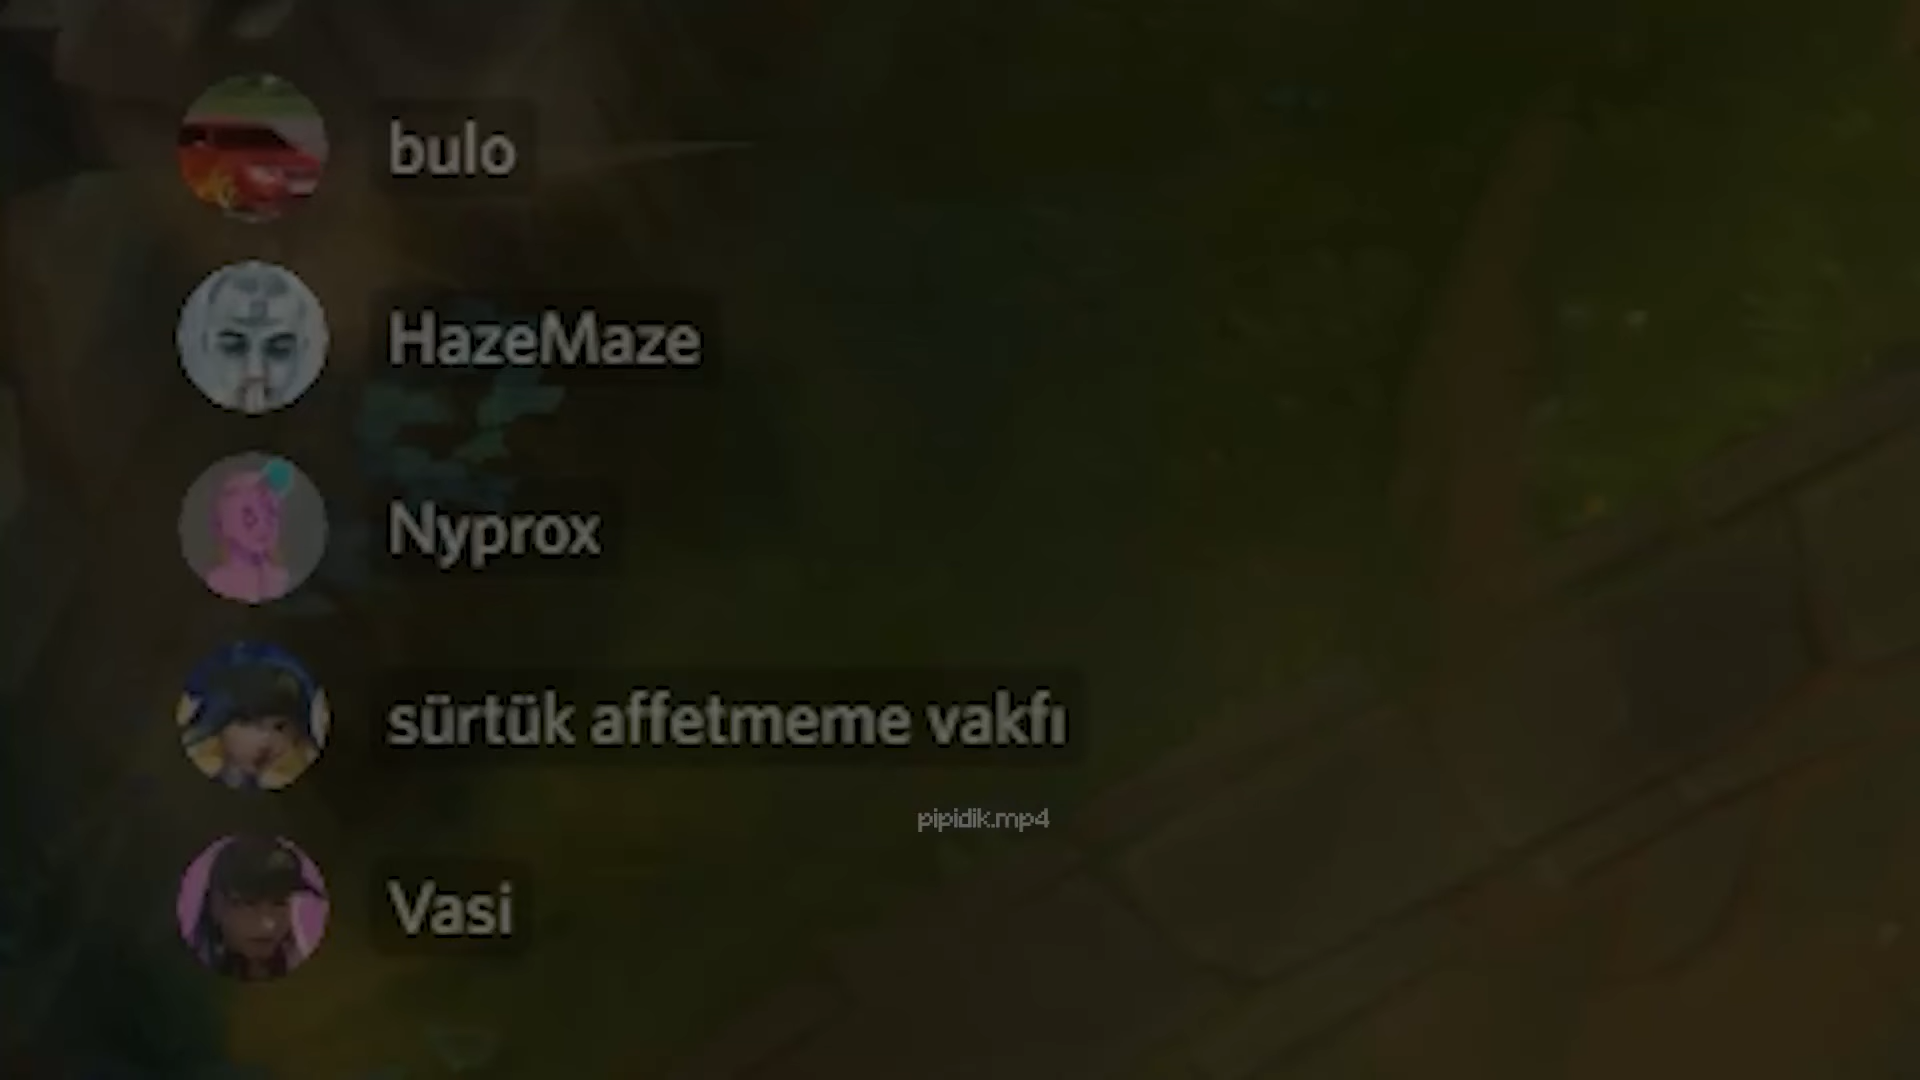 bulo
HazeMaze
Nyprox
sürtük affetmeme vakfı
pipidik.mp4
Vasi